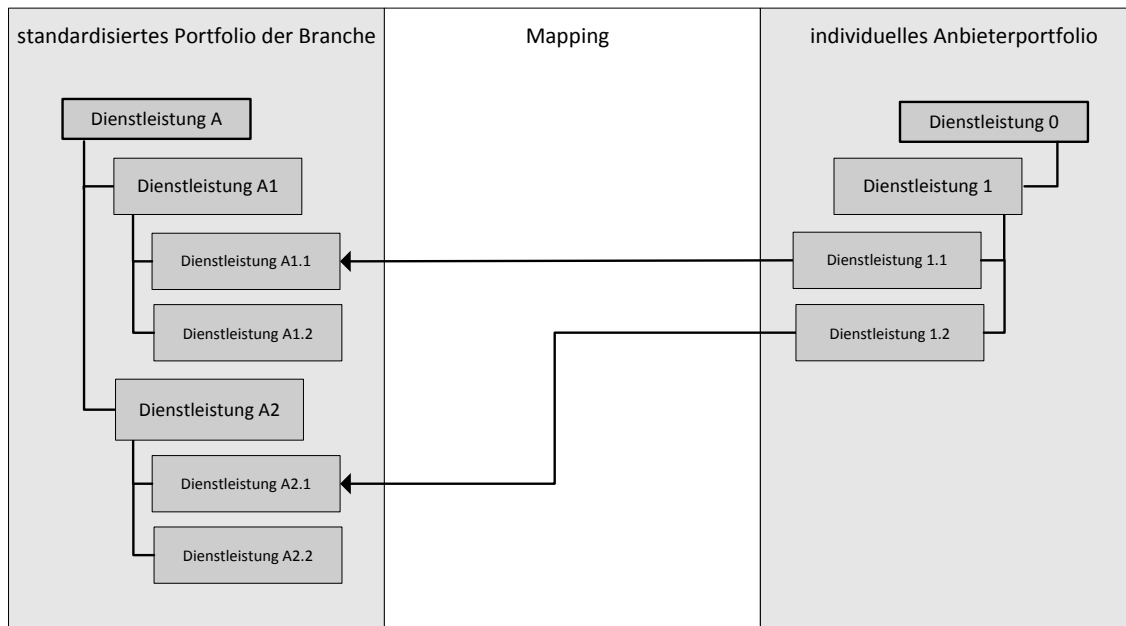 standardisiertes Portfolio der Branche
Mapping
individuelles Anbieterportfolio
Dienstleistung A
Dienstleistung A1
Dienstleistung A1.1
Dienstleistung A1.2
Dienstleistung A2
Dienstleistung A2.1
Dienstleistung A2.2
Dienstleistung 0
Dienstleistung 1
Dienstleistung 1.1
Dienstleistung 1.2